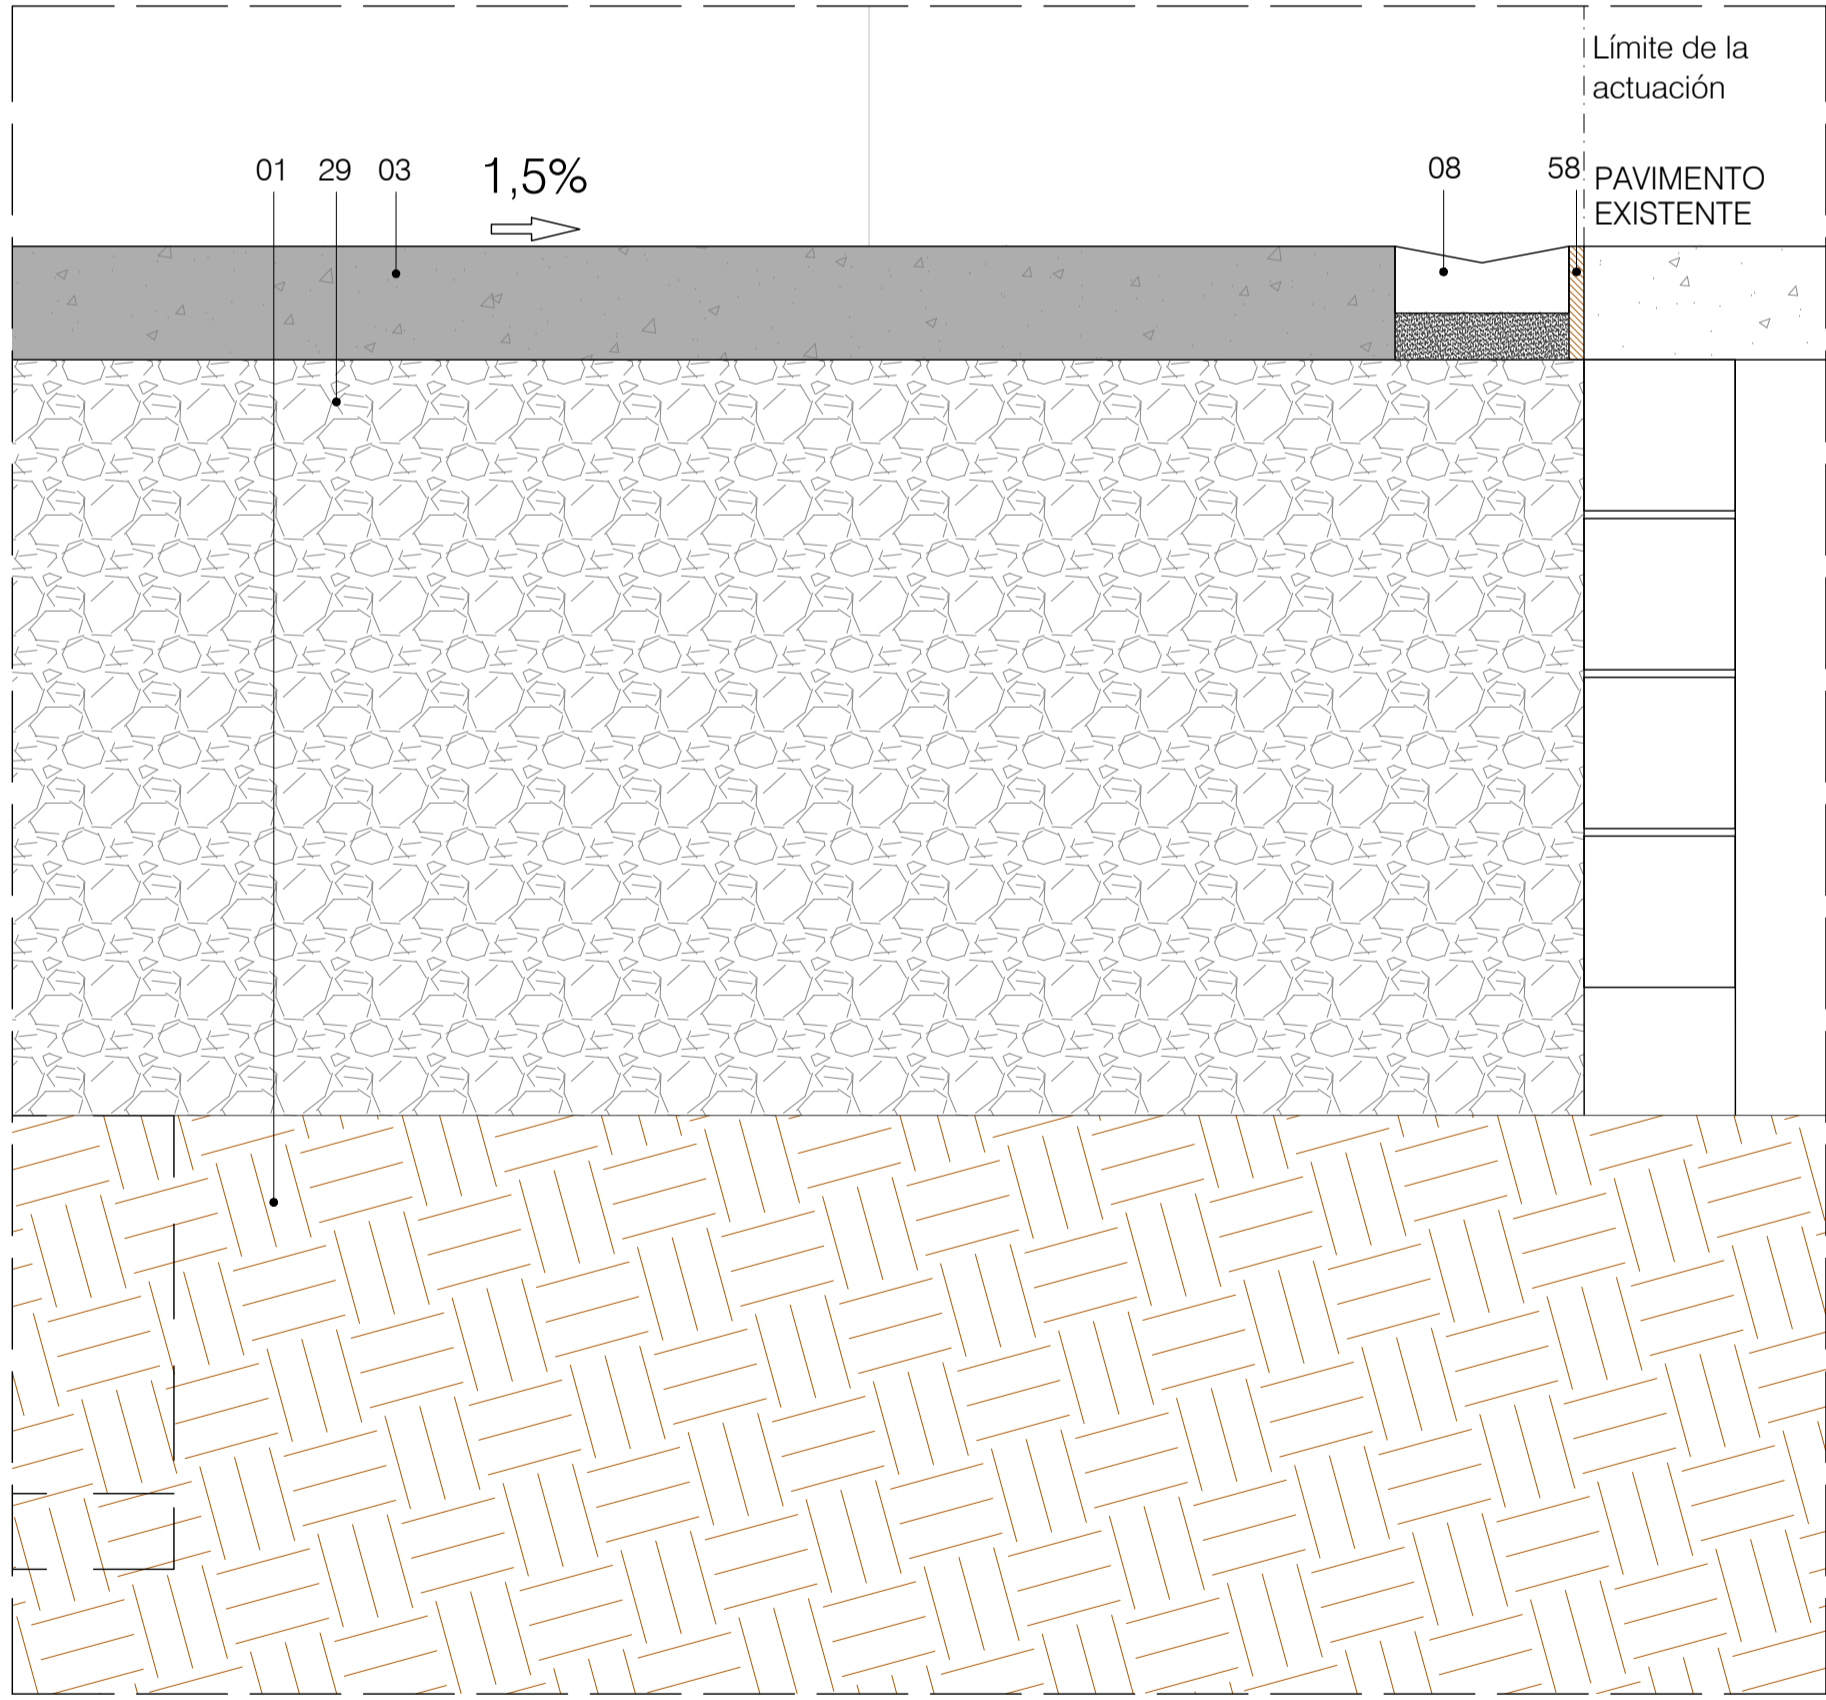 Límite de la
actuación
01 29 03 1,5% 08 58
PAVIMENTO
EXISTENTE